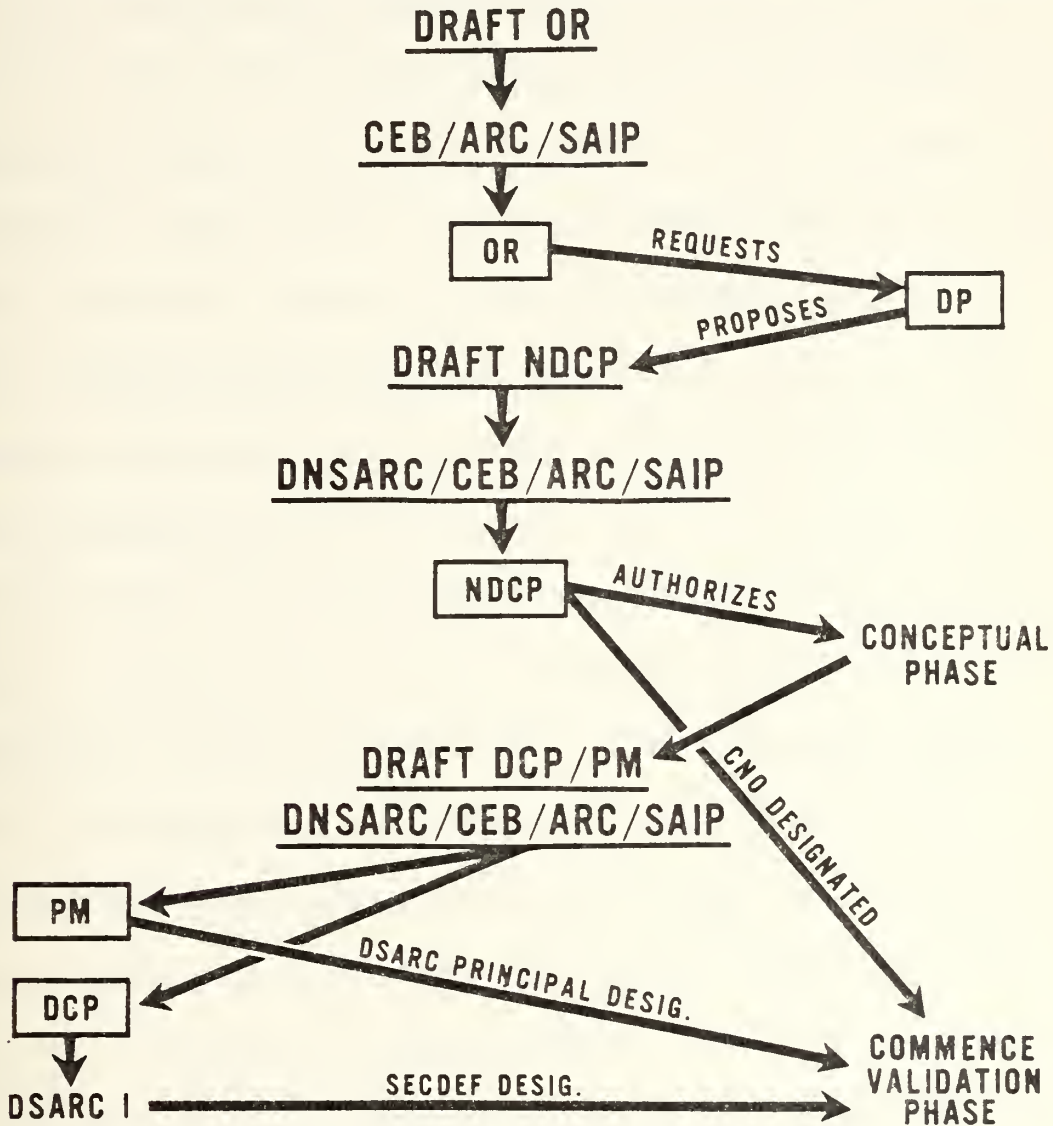 DRAFT OR
CEB/ARC/SAIP
OR
REQUESTS
DP
PROPOSES
DRAFT NDCP
DNSARC/CEB/ARC/SAIP
NDCP
AUTHORIZES
CONCEPTUAL
PHASE
DRAFT DCP/PM
DNSARC/CEB/ARC/SAIP
CNO DESIGNATED
PM
DSARC PRINCIPAL DESIG.
DCP
DSARC I
SECDEF DESIG.
COMMENCE
VALIDATION
PHASE